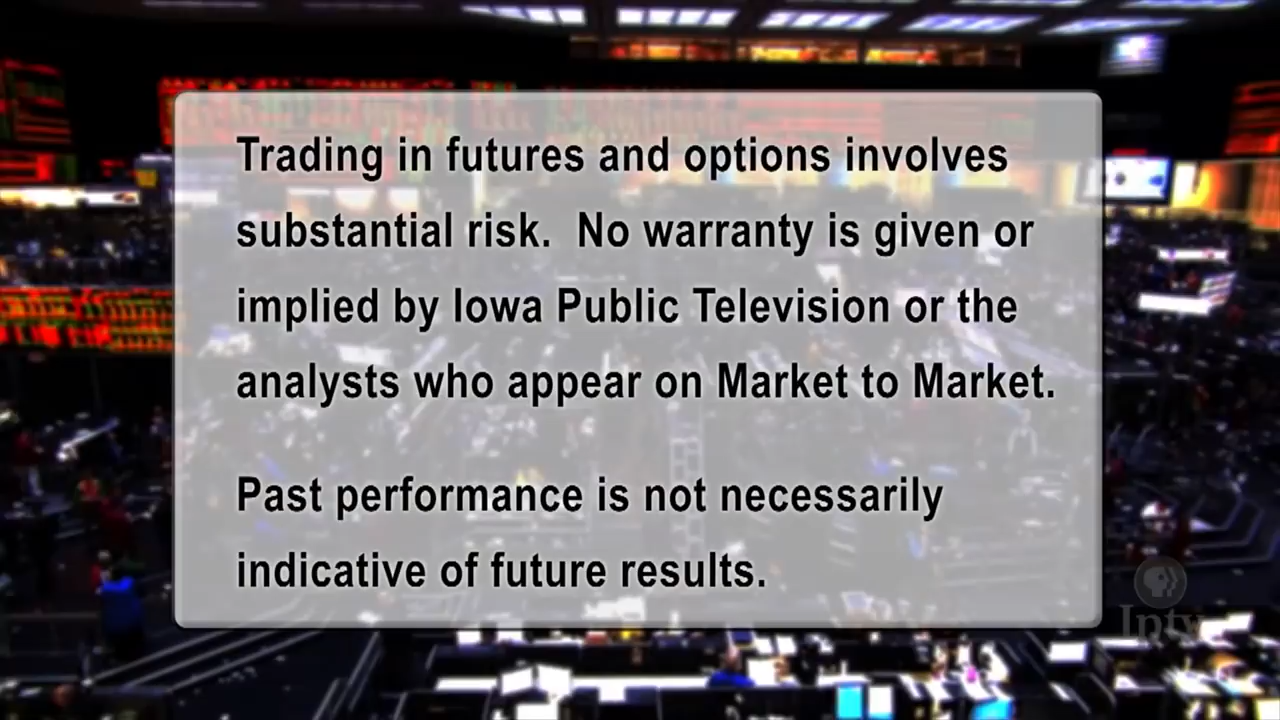 Trading in futures and options involves
substantial risk.  No warranty is given or
implied by Iowa Public Television or the
analysts who appear on Market to Market.
Past performance is not necessarily
indicative of future results.
Iptv